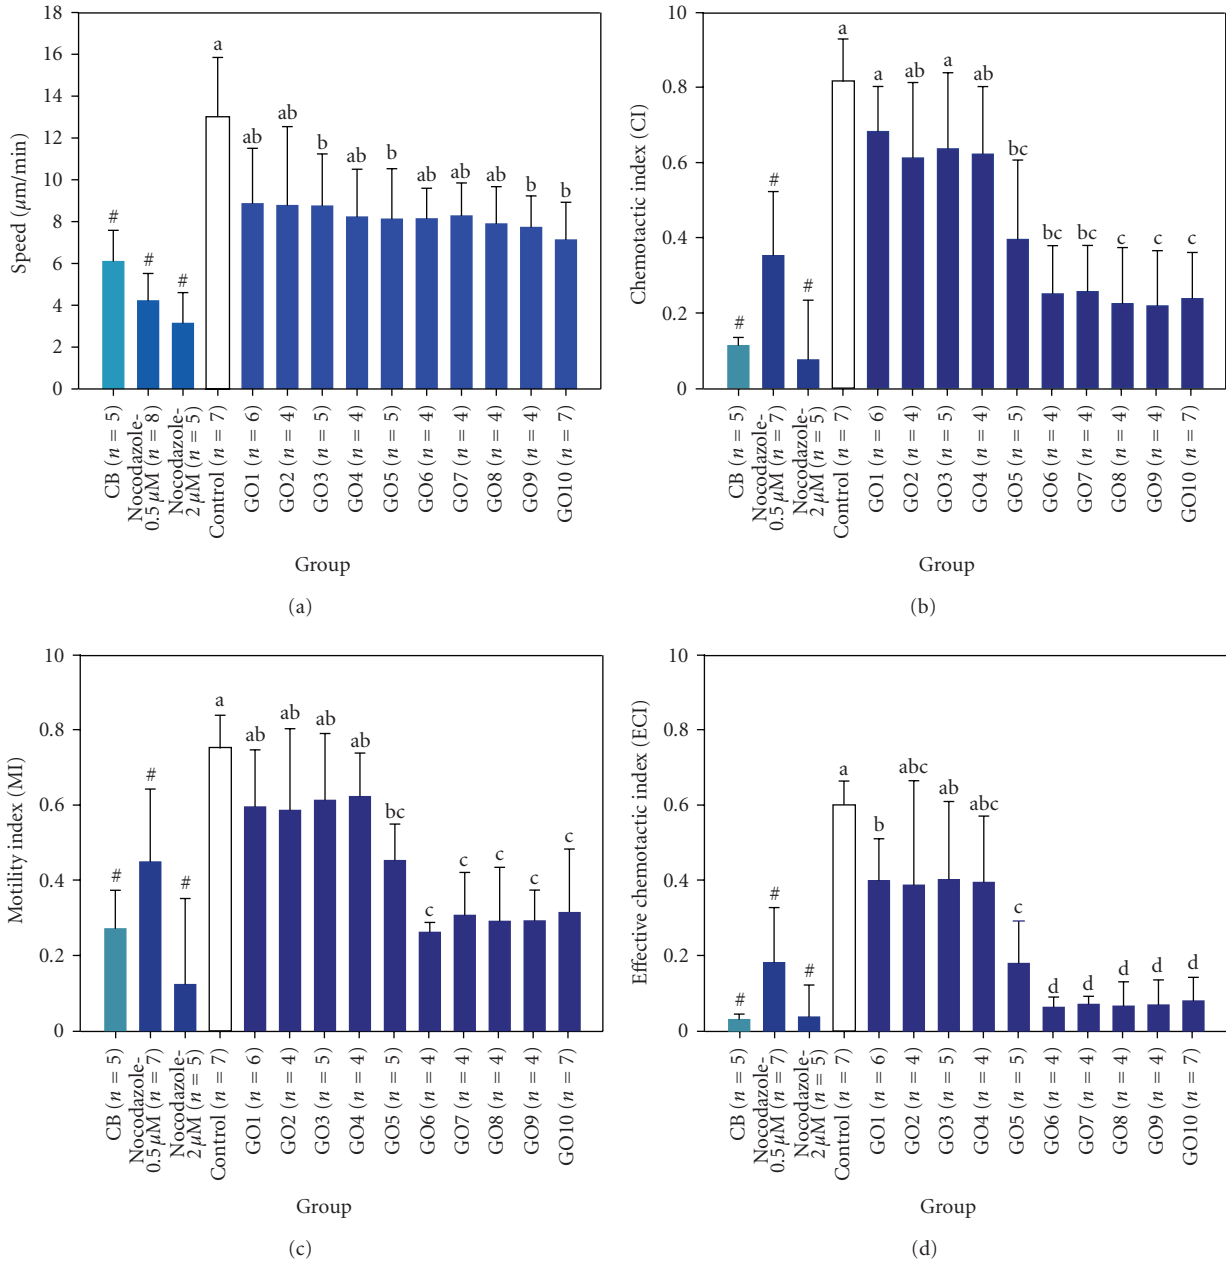 18
16
14
12
10
8
6
4
2
0
Speed (µm/min)
#
#
#
a
ab
ab
b
ab
b
ab
ab
ab
b
b
CB (n = 5)
Nocodazole-
0.5 µM (n = 8)
Nocodazole-
2 µM (n = 5)
Control (n = 7)
GO1 (n = 6)
GO2 (n = 4)
GO3 (n = 5)
GO4 (n = 4)
GO5 (n = 5)
GO6 (n = 4)
GO7 (n = 4)
GO8 (n = 4)
GO9 (n = 4)
GO10 (n = 7)
Group
(a)
10
0.8
0.6
0.4
0.2
0
Chemotactic index (CI)
#
#
#
a
a
ab
a
ab
bc
bc
bc
c
c
c
CB (n = 5)
Nocodazole-
0.5 µM (n = 7)
Nocodazole-
2 µM (n = 5)
Control (n = 7)
GO1 (n = 6)
GO2 (n = 4)
GO3 (n = 5)
GO4 (n = 4)
GO5 (n = 5)
GO6 (n = 4)
GO7 (n = 4)
GO8 (n = 4)
GO9 (n = 4)
GO10 (n = 7)
Group
(b)
10
0.8
0.6
0.4
0.2
0
Motility index (MI)
#
#
#
a
ab
ab
ab
ab
bc
c
c
c
c
c
CB (n = 5)
Nocodazole-
0.5 µM (n = 7)
Nocodazole-
2 µM (n = 5)
Control (n = 7)
GO1 (n = 6)
GO2 (n = 4)
GO3 (n = 5)
GO4 (n = 4)
GO5 (n = 5)
GO6 (n = 4)
GO7 (n = 4)
GO8 (n = 4)
GO9 (n = 4)
GO10 (n = 7)
Group
(c)
10
0.8
0.6
0.4
0.2
0
Effective chemotactic index (ECI)
#
#
#
a
b
abc
ab
abc
c
d
d
d
d
d
CB (n = 5)
Nocodazole-
0.5 µM (n = 7)
Nocodazole-
2 µM (n = 5)
Control (n = 7)
GO1 (n = 6)
GO2 (n = 4)
GO3 (n = 5)
GO4 (n = 4)
GO5 (n = 5)
GO6 (n = 4)
GO7 (n = 4)
GO8 (n = 4)
GO9 (n = 4)
GO10 (n = 7)
Group
(d)